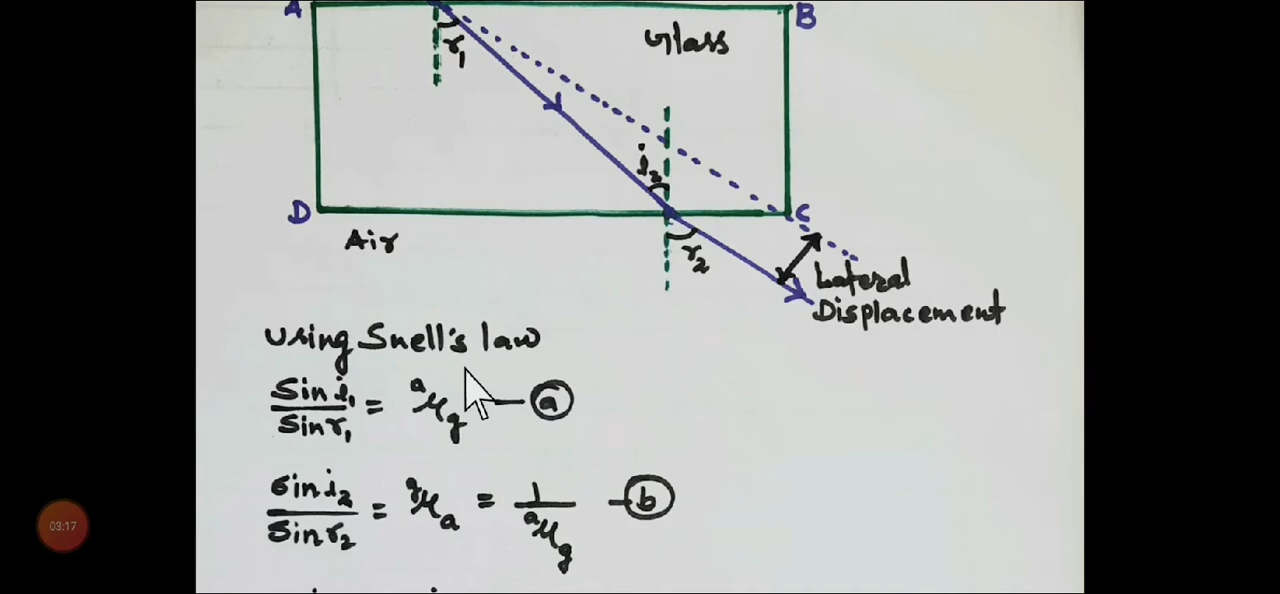 A
B
Glass
r₁
i₂
D
C
Air
r₂
Lateral
Displacement
Using Snell's law
Sin i₁ / Sin r₁ = ᵃμg — ⓐ
Sin i₂ / Sin r₂ = ᵍμa = 1 / ᵃμg — ⓑ
03:17